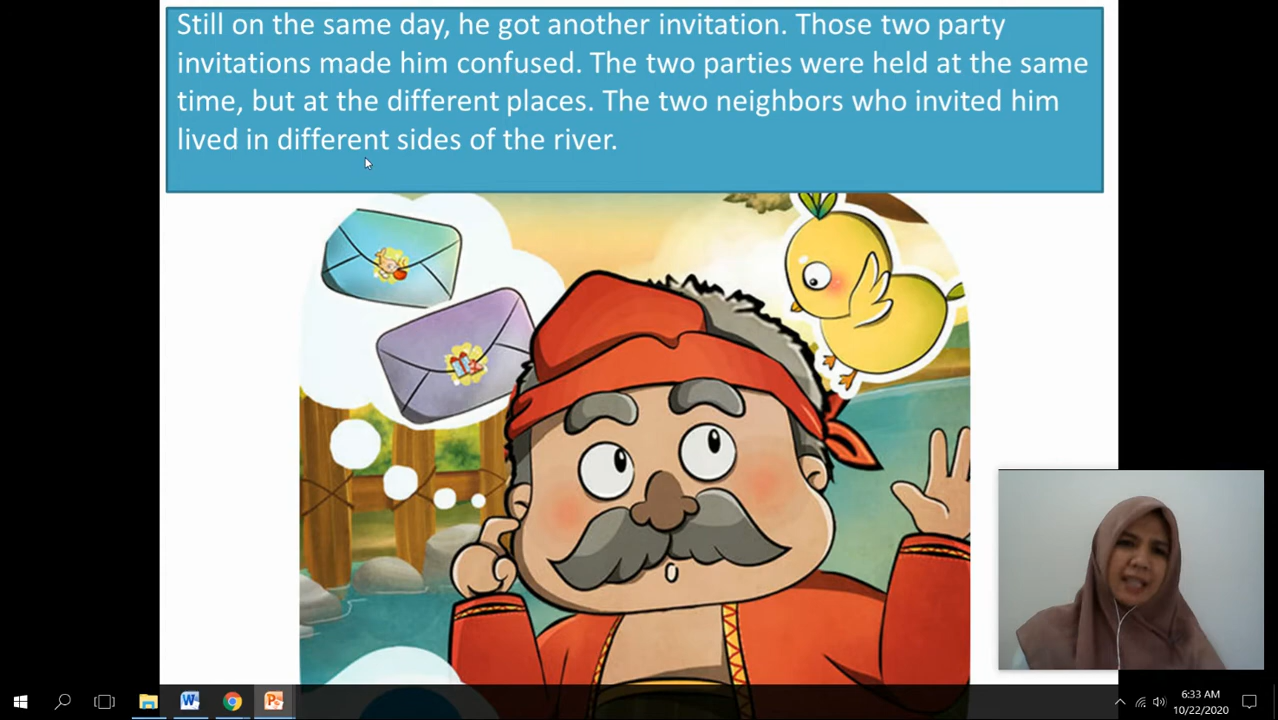 Still on the same day, he got another invitation. Those two party
invitations made him confused. The two parties were held at the same
time, but at the different places. The two neighbors who invited him
lived in different sides of the river.
6:33 AM
10/22/2020